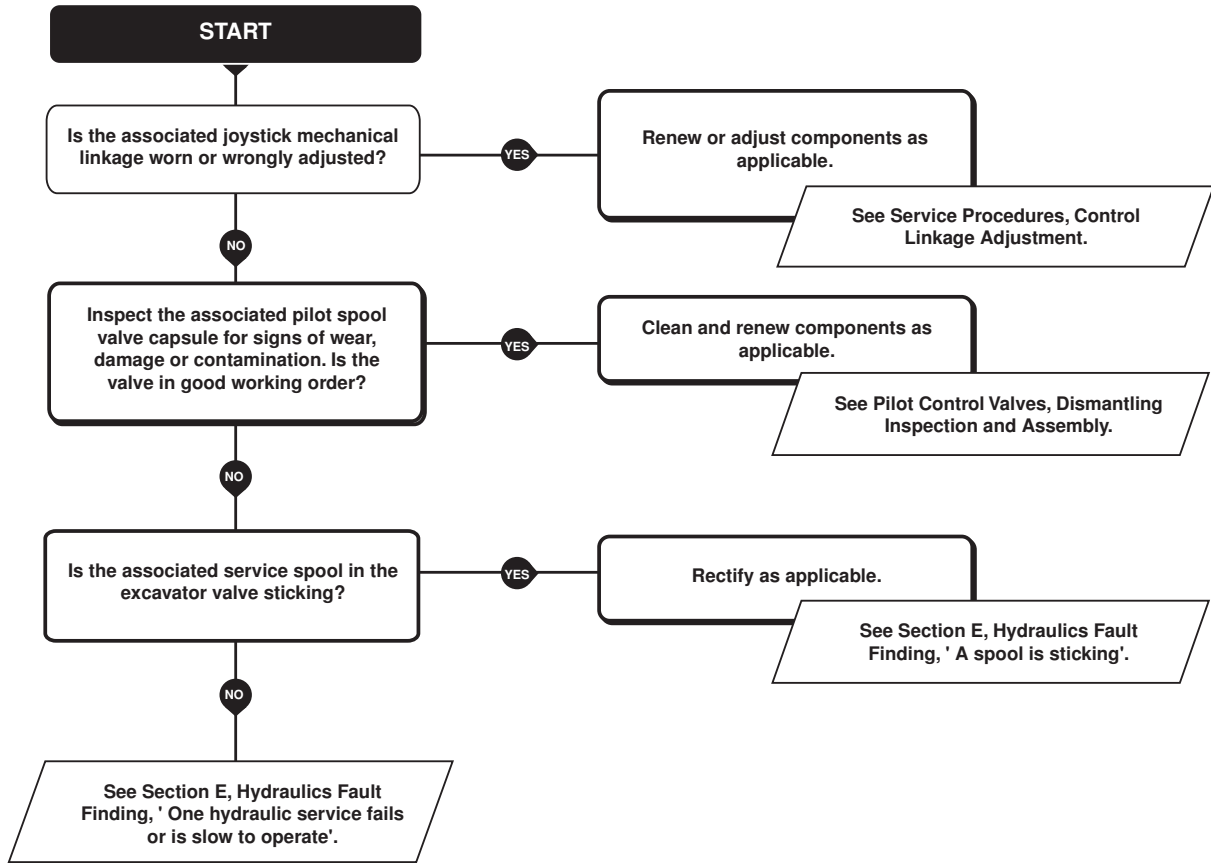 START
Is the associated joystick mechanical
linkage worn or wrongly adjusted?
YES
Renew or adjust components as
applicable.
See Service Procedures, Control
Linkage Adjustment.
NO
Inspect the associated pilot spool
valve capsule for signs of wear,
damage or contamination. Is the
valve in good working order?
YES
Clean and renew components as
applicable.
See Pilot Control Valves, Dismantling
Inspection and Assembly.
NO
Is the associated service spool in the
excavator valve sticking?
YES
Rectify as applicable.
See Section E, Hydraulics Fault
Finding, ' A spool is sticking'.
NO
See Section E, Hydraulics Fault
Finding, ' One hydraulic service fails
or is slow to operate'.